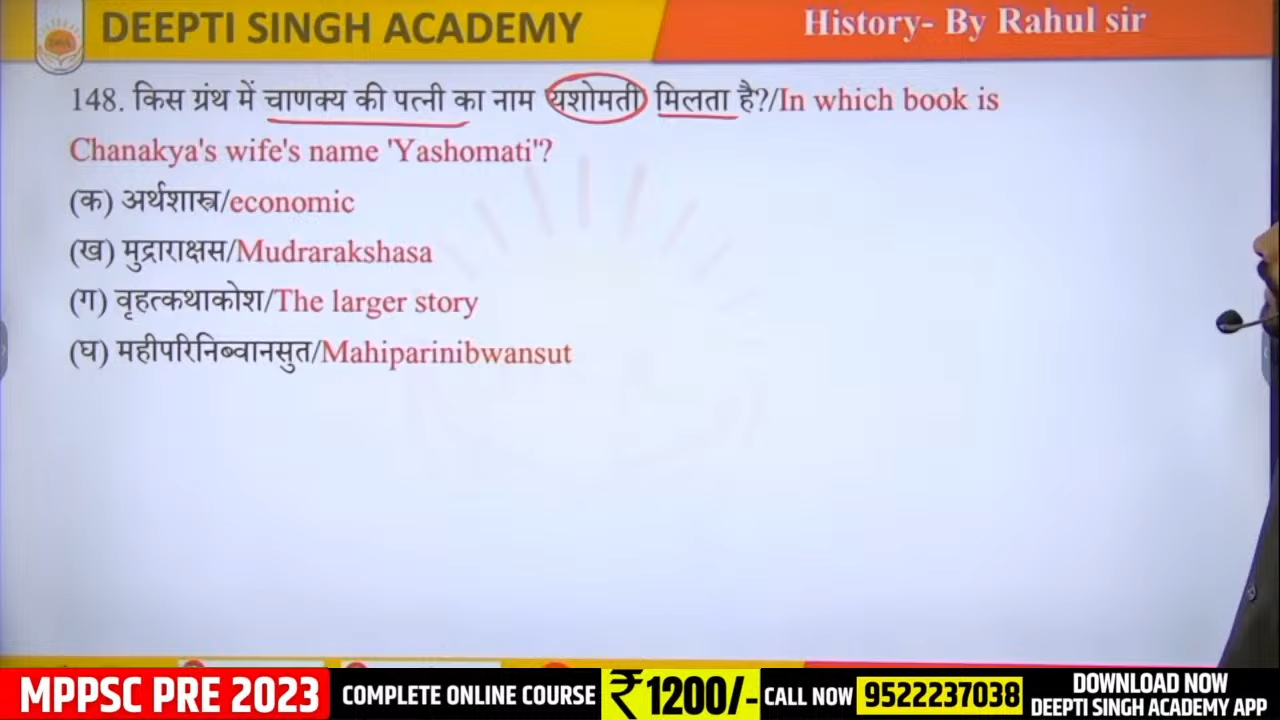 DEEPTI SINGH ACADEMY
History- By Rahul sir
148. किस ग्रंथ में चाणक्य की पत्नी का नाम यशोमती मिलता है?/In which book is
Chanakya's wife's name 'Yashomati'?
(क) अर्थशास्त्र/economic
(ख) मुद्राराक्षस/Mudrarakshasa
(ग) वृहत्कथाकोश/The larger story
(घ) महीपरिनिब्वानसुत/Mahiparinibwansut
MPPSC PRE 2023
COMPLETE ONLINE COURSE
₹1200/-
CALL NOW
9522237038
DOWNLOAD NOW
DEEPTI SINGH ACADEMY APP